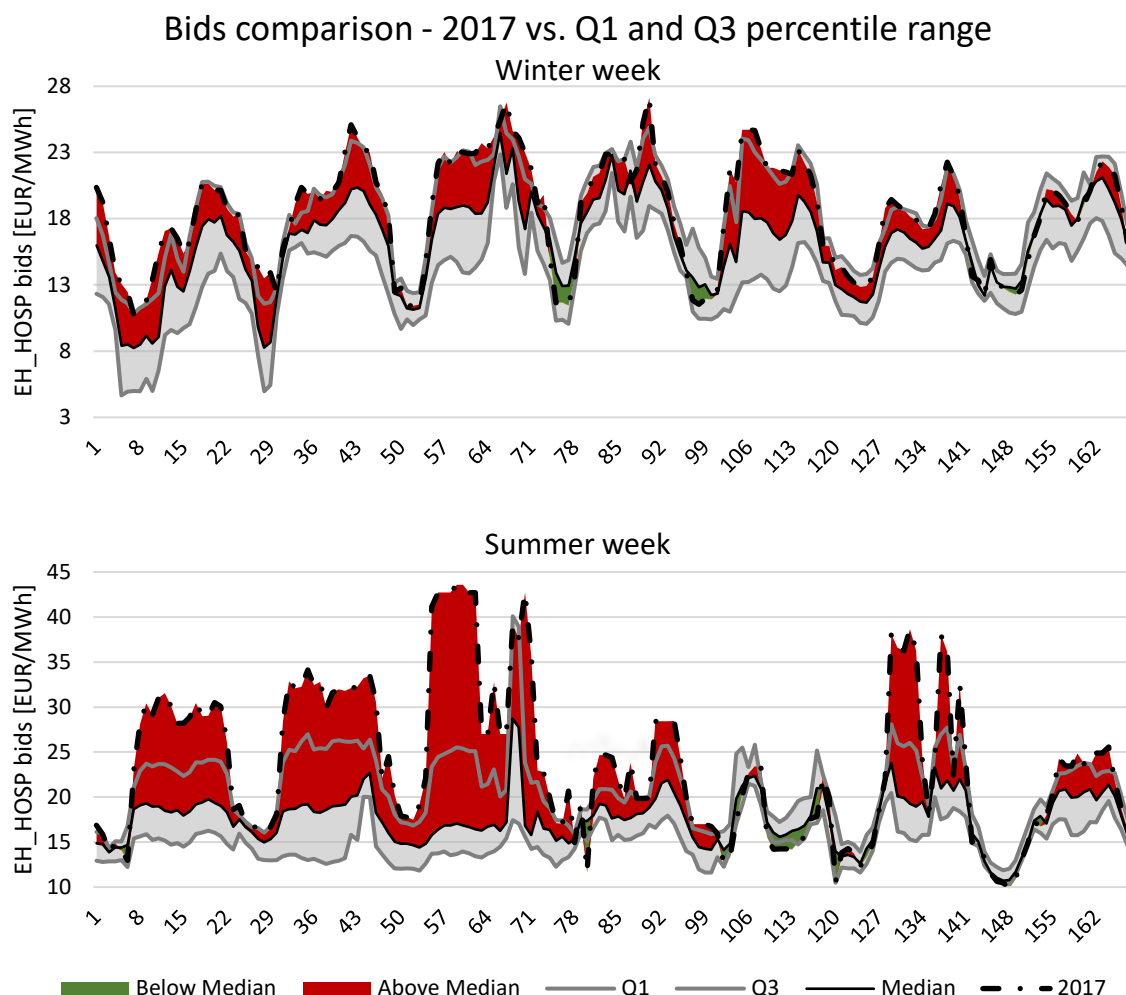 Bids comparison - 2017 vs. Q1 and Q3 percentile range
Winter week
EH_HOSP bids [EUR/MWh]
28
23
18
13
8
3
1 8 15 22 29 36 43 50 57 64 71 78 85 92 99 106 113 120 127 134 141 148 155 162
Summer week
EH_HOSP bids [EUR/MWh]
45
40
35
30
25
20
15
10
1 8 15 22 29 36 43 50 57 64 71 78 85 92 99 106 113 120 127 134 141 148 155 162
Below Median Above Median Q1 Q3 Median 2017